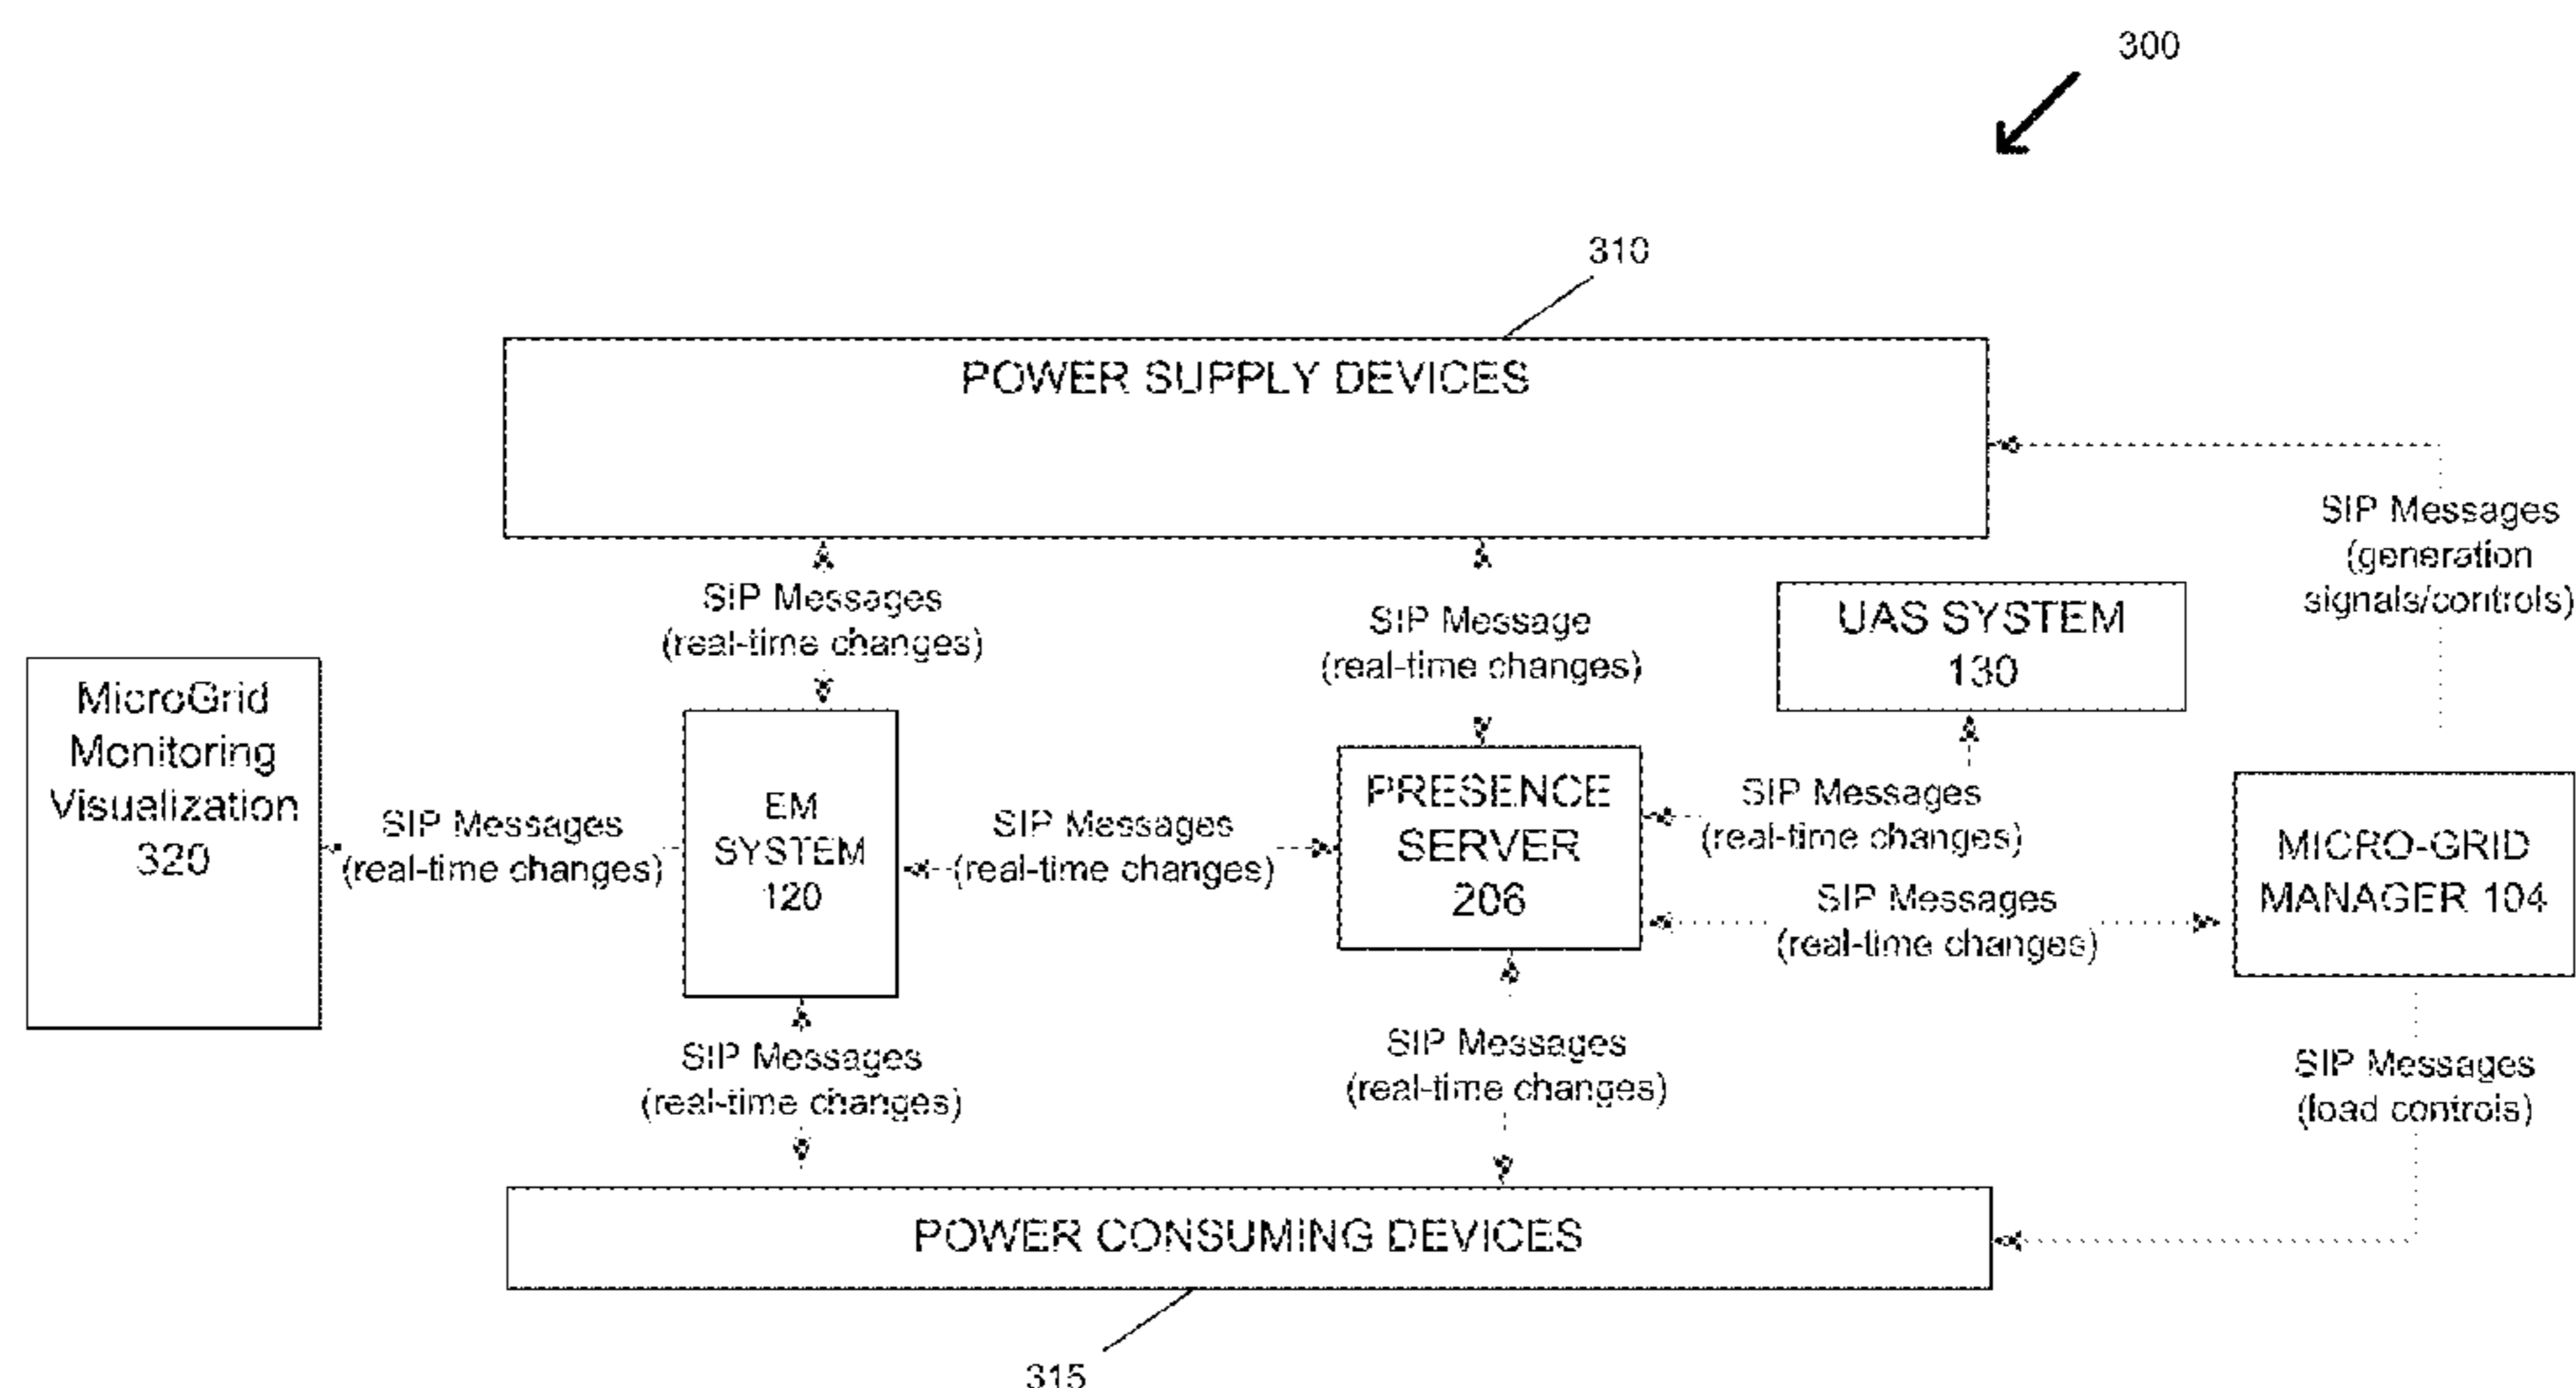 300
310
POWER SUPPLY DEVICES
SIP Messages
(generation
signals/controls)
SIP Messages
(real-time changes)
SIP Message
(real-time changes)
UAS SYSTEM
130
MicroGrid
Monitoring
Visualization
320
SIP Messages
(real-time changes)
EM
SYSTEM
120
SIP Messages
(real-time changes)
PRESENCE
SERVER
206
SIP Messages
(real-time changes)
SIP Messages
(real-time changes)
MICRO-GRID
MANAGER 104
SIP Messages
(real-time changes)
SIP Messages
(real-time changes)
SIP Messages
(load controls)
POWER CONSUMING DEVICES
315